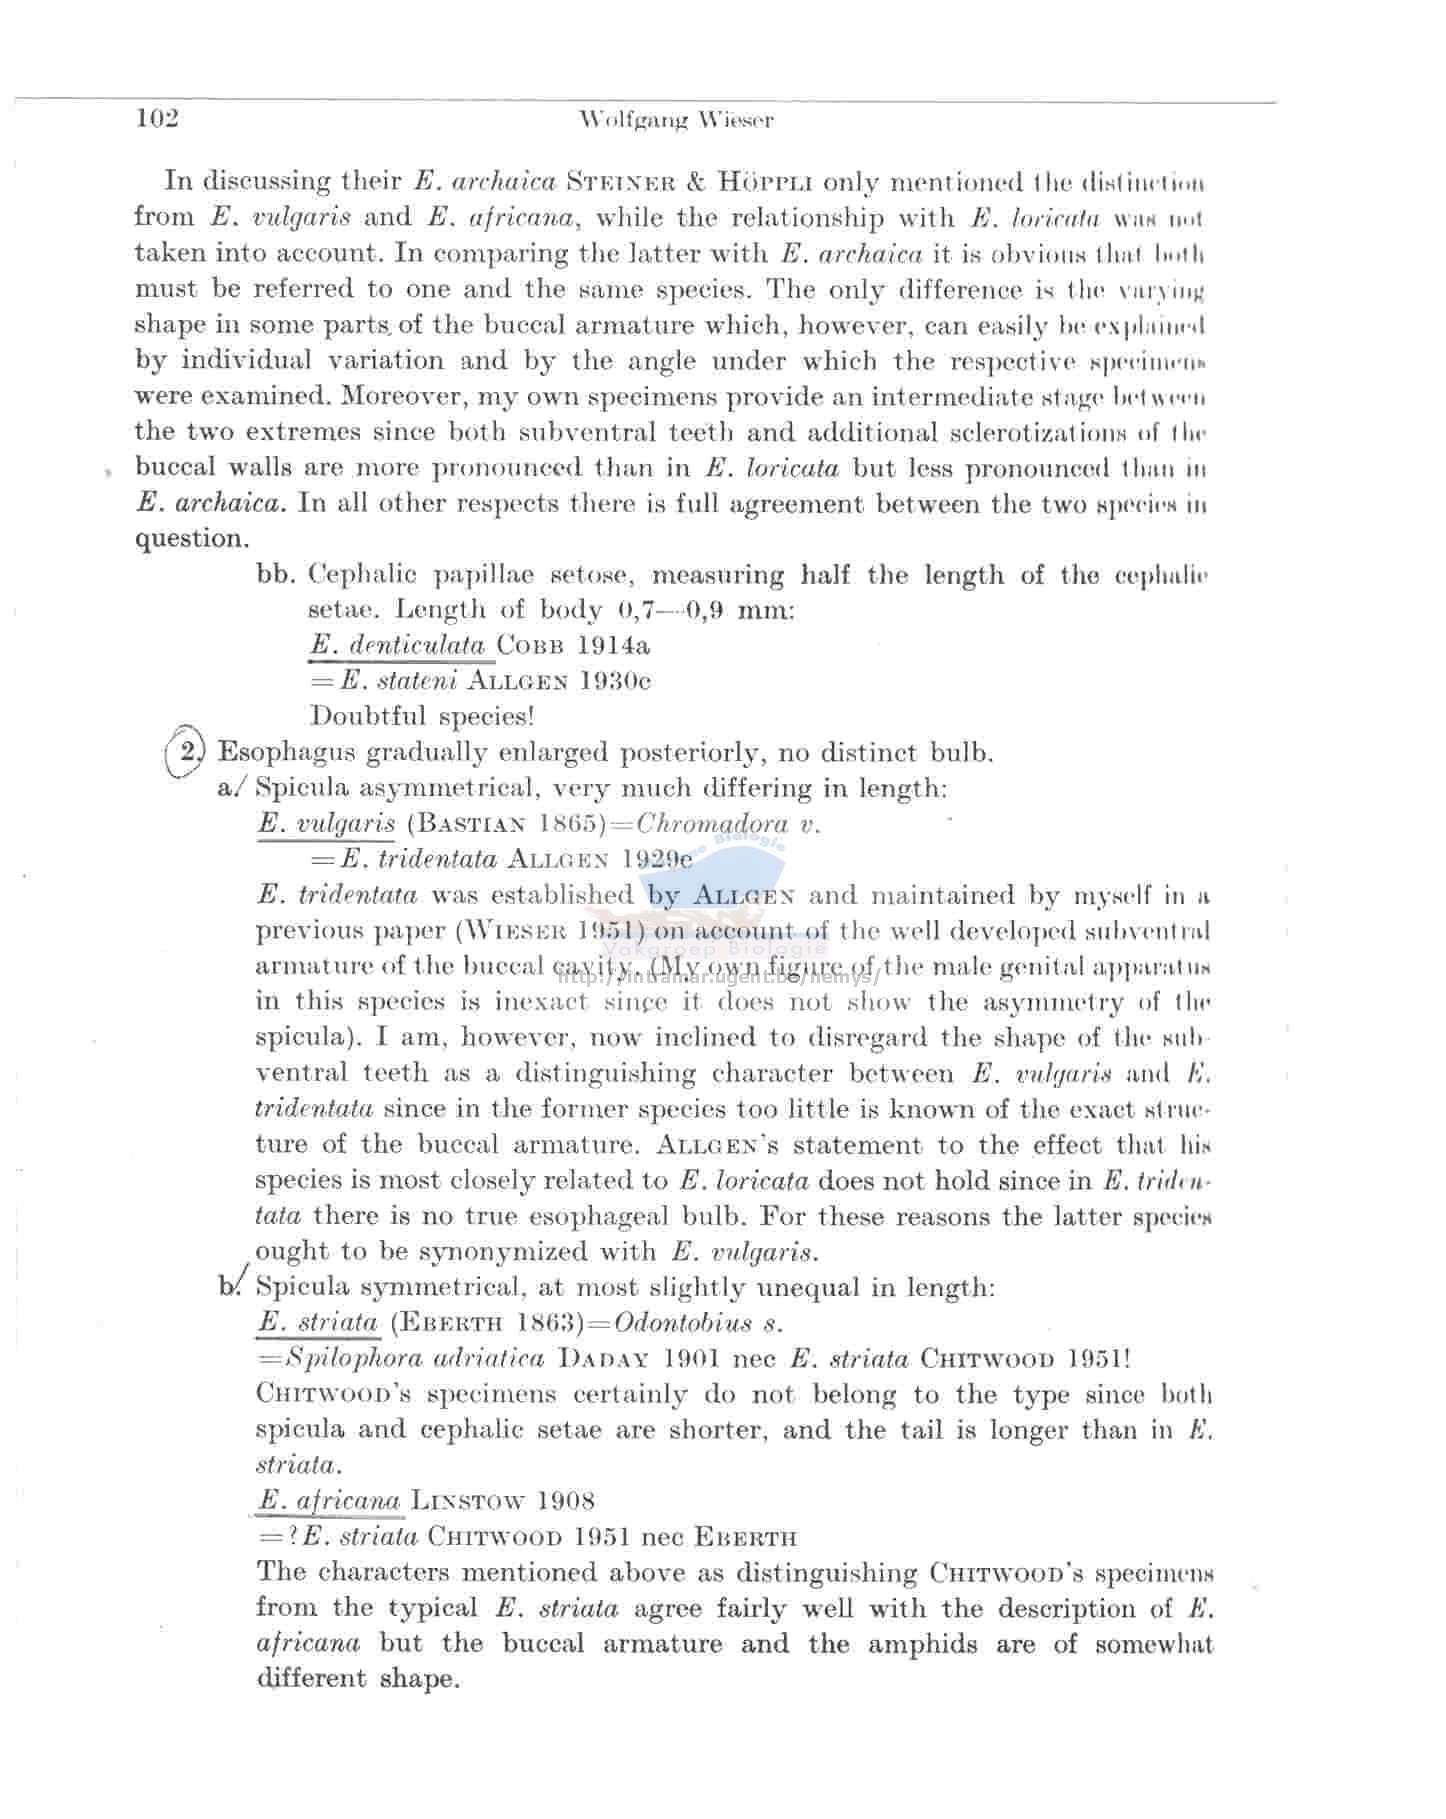 102 Wolfgang Wieser
In discussing their E. archaica STEINER & HÖPPLI only mentioned the distinction
from E. vulgaris and E. africana, while the relationship with E. loricata was not
taken into account. In comparing the latter with E. archaica it is obvious that both
must be referred to one and the same species. The only difference is the varying
shape in some parts of the buccal armature which, however, can easily be explained
by individual variation and by the angle under which the respective specimens
were examined. Moreover, my own specimens provide an intermediate stage between
the two extremes since both subventral teeth and additional sclerotizations of the
buccal walls are more pronounced than in E. loricata but less pronounced than in
E. archaica. In all other respects there is full agreement between the two species in
question.
bb. Cephalic papillae setose, measuring half the length of the cephalic
setae. Length of body 0,7—0,9 mm:
E. denticulata COBB 1914a
=E. stateni ALLGEN 1930c
Doubtful species!
2. Esophagus gradually enlarged posteriorly, no distinct bulb.
a. Spicula asymmetrical, very much differing in length:
E. vulgaris (BASTIAN 1865)=Chromadora v.
=E. tridentata ALLGEN 1929c
E. tridentata was established by ALLGEN and maintained by myself in a
previous paper (WIESER 1951) on account of the well developed subventral
Vakgroep Biologie
armature of the buccal cavity. (My own figure of the male genital apparatus
http://intramar.ugent.be/nemys/
in this species is inexact since it does not show the asymmetry of the
spicula). I am, however, now inclined to disregard the shape of the sub-
ventral teeth as a distinguishing character between E. vulgaris and E.
tridentata since in the former species too little is known of the exact struc-
ture of the buccal armature. ALLGEN's statement to the effect that his
species is most closely related to E. loricata does not hold since in E. triden-
tata there is no true esophageal bulb. For these reasons the latter species
ought to be synonymized with E. vulgaris.
b. Spicula symmetrical, at most slightly unequal in length:
E. striata (EBERTH 1863)=Odontobius s.
=Spilophora adriatica DADAY 1901 nec E. striata CHITWOOD 1951!
CHITWOOD's specimens certainly do not belong to the type since both
spicula and cephalic setae are shorter, and the tail is longer than in E.
striata.
E. africana LINSTOW 1908
=?E. striata CHITWOOD 1951 nec EBERTH
The characters mentioned above as distinguishing CHITWOOD's specimens
from the typical E. striata agree fairly well with the description of E.
africana but the buccal armature and the amphids are of somewhat
different shape.